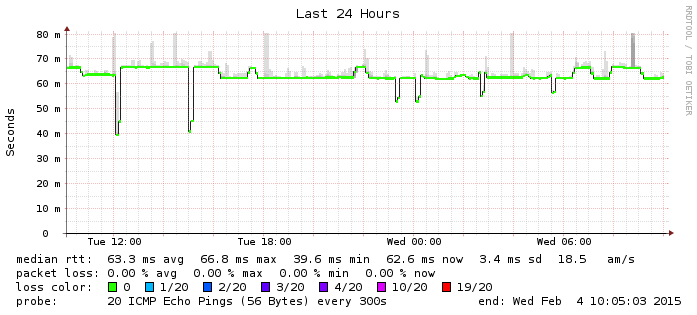 Last 24 Hours
RRDTOOL / TOBI OETIKER
Seconds
80 m
70 m
60 m
50 m
40 m
30 m
20 m
10 m
0
Tue 12:00 Tue 18:00 Wed 00:00 Wed 06:00
median rtt: 63.3 ms avg 66.8 ms max 39.6 ms min 62.6 ms now 3.4 ms sd 18.5 am/s
packet loss: 0.00 % avg 0.00 % max 0.00 % min 0.00 % now
loss color: 0 1/20 2/20 3/20 4/20 10/20 19/20
probe: 20 ICMP Echo Pings (56 Bytes) every 300s end: Wed Feb 4 10:05:03 2015